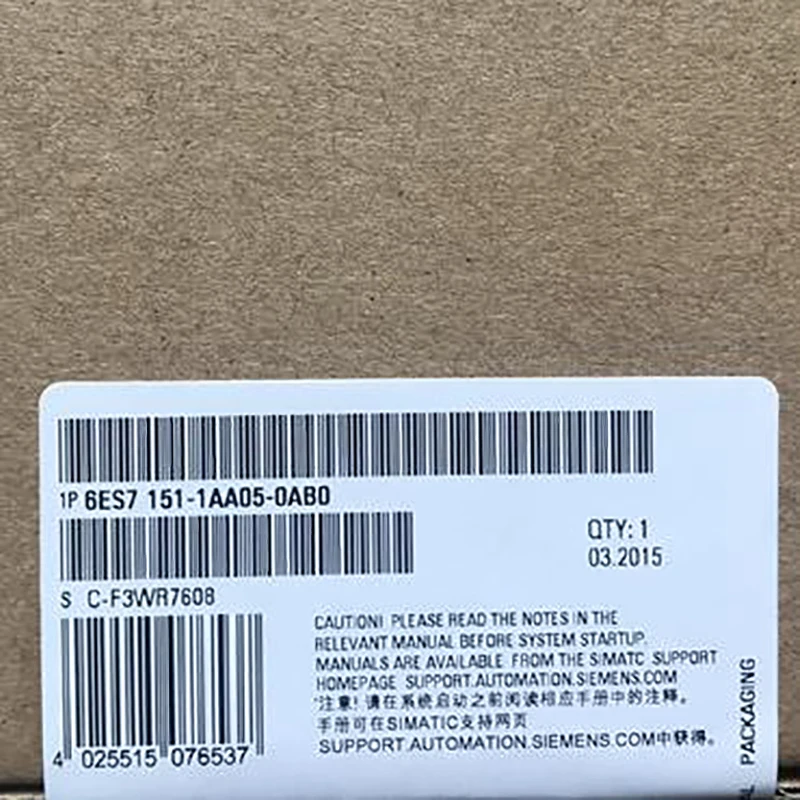 1P 6ES7 151-1AA05-0AB0
QTY: 1
03.2015
S C-F3WR7608
CAUTION! PLEASE READ THE NOTES IN THE
RELEVANT MANUAL BEFORE SYSTEM STARTUP.
MANUALS ARE AVAILABLE FROM THE SIMATC SUPPORT
HOMEPAGE SUPPORT.AUTOMATION.SIEMENS.COM
"注意! 请在系统启动之前阅读相应手册中的注释。
手册可在SIMATIC支持网页
SUPPORT.AUTOMATION.SIEMENS.COM中获得。
4 025515 076537
PACKAGING